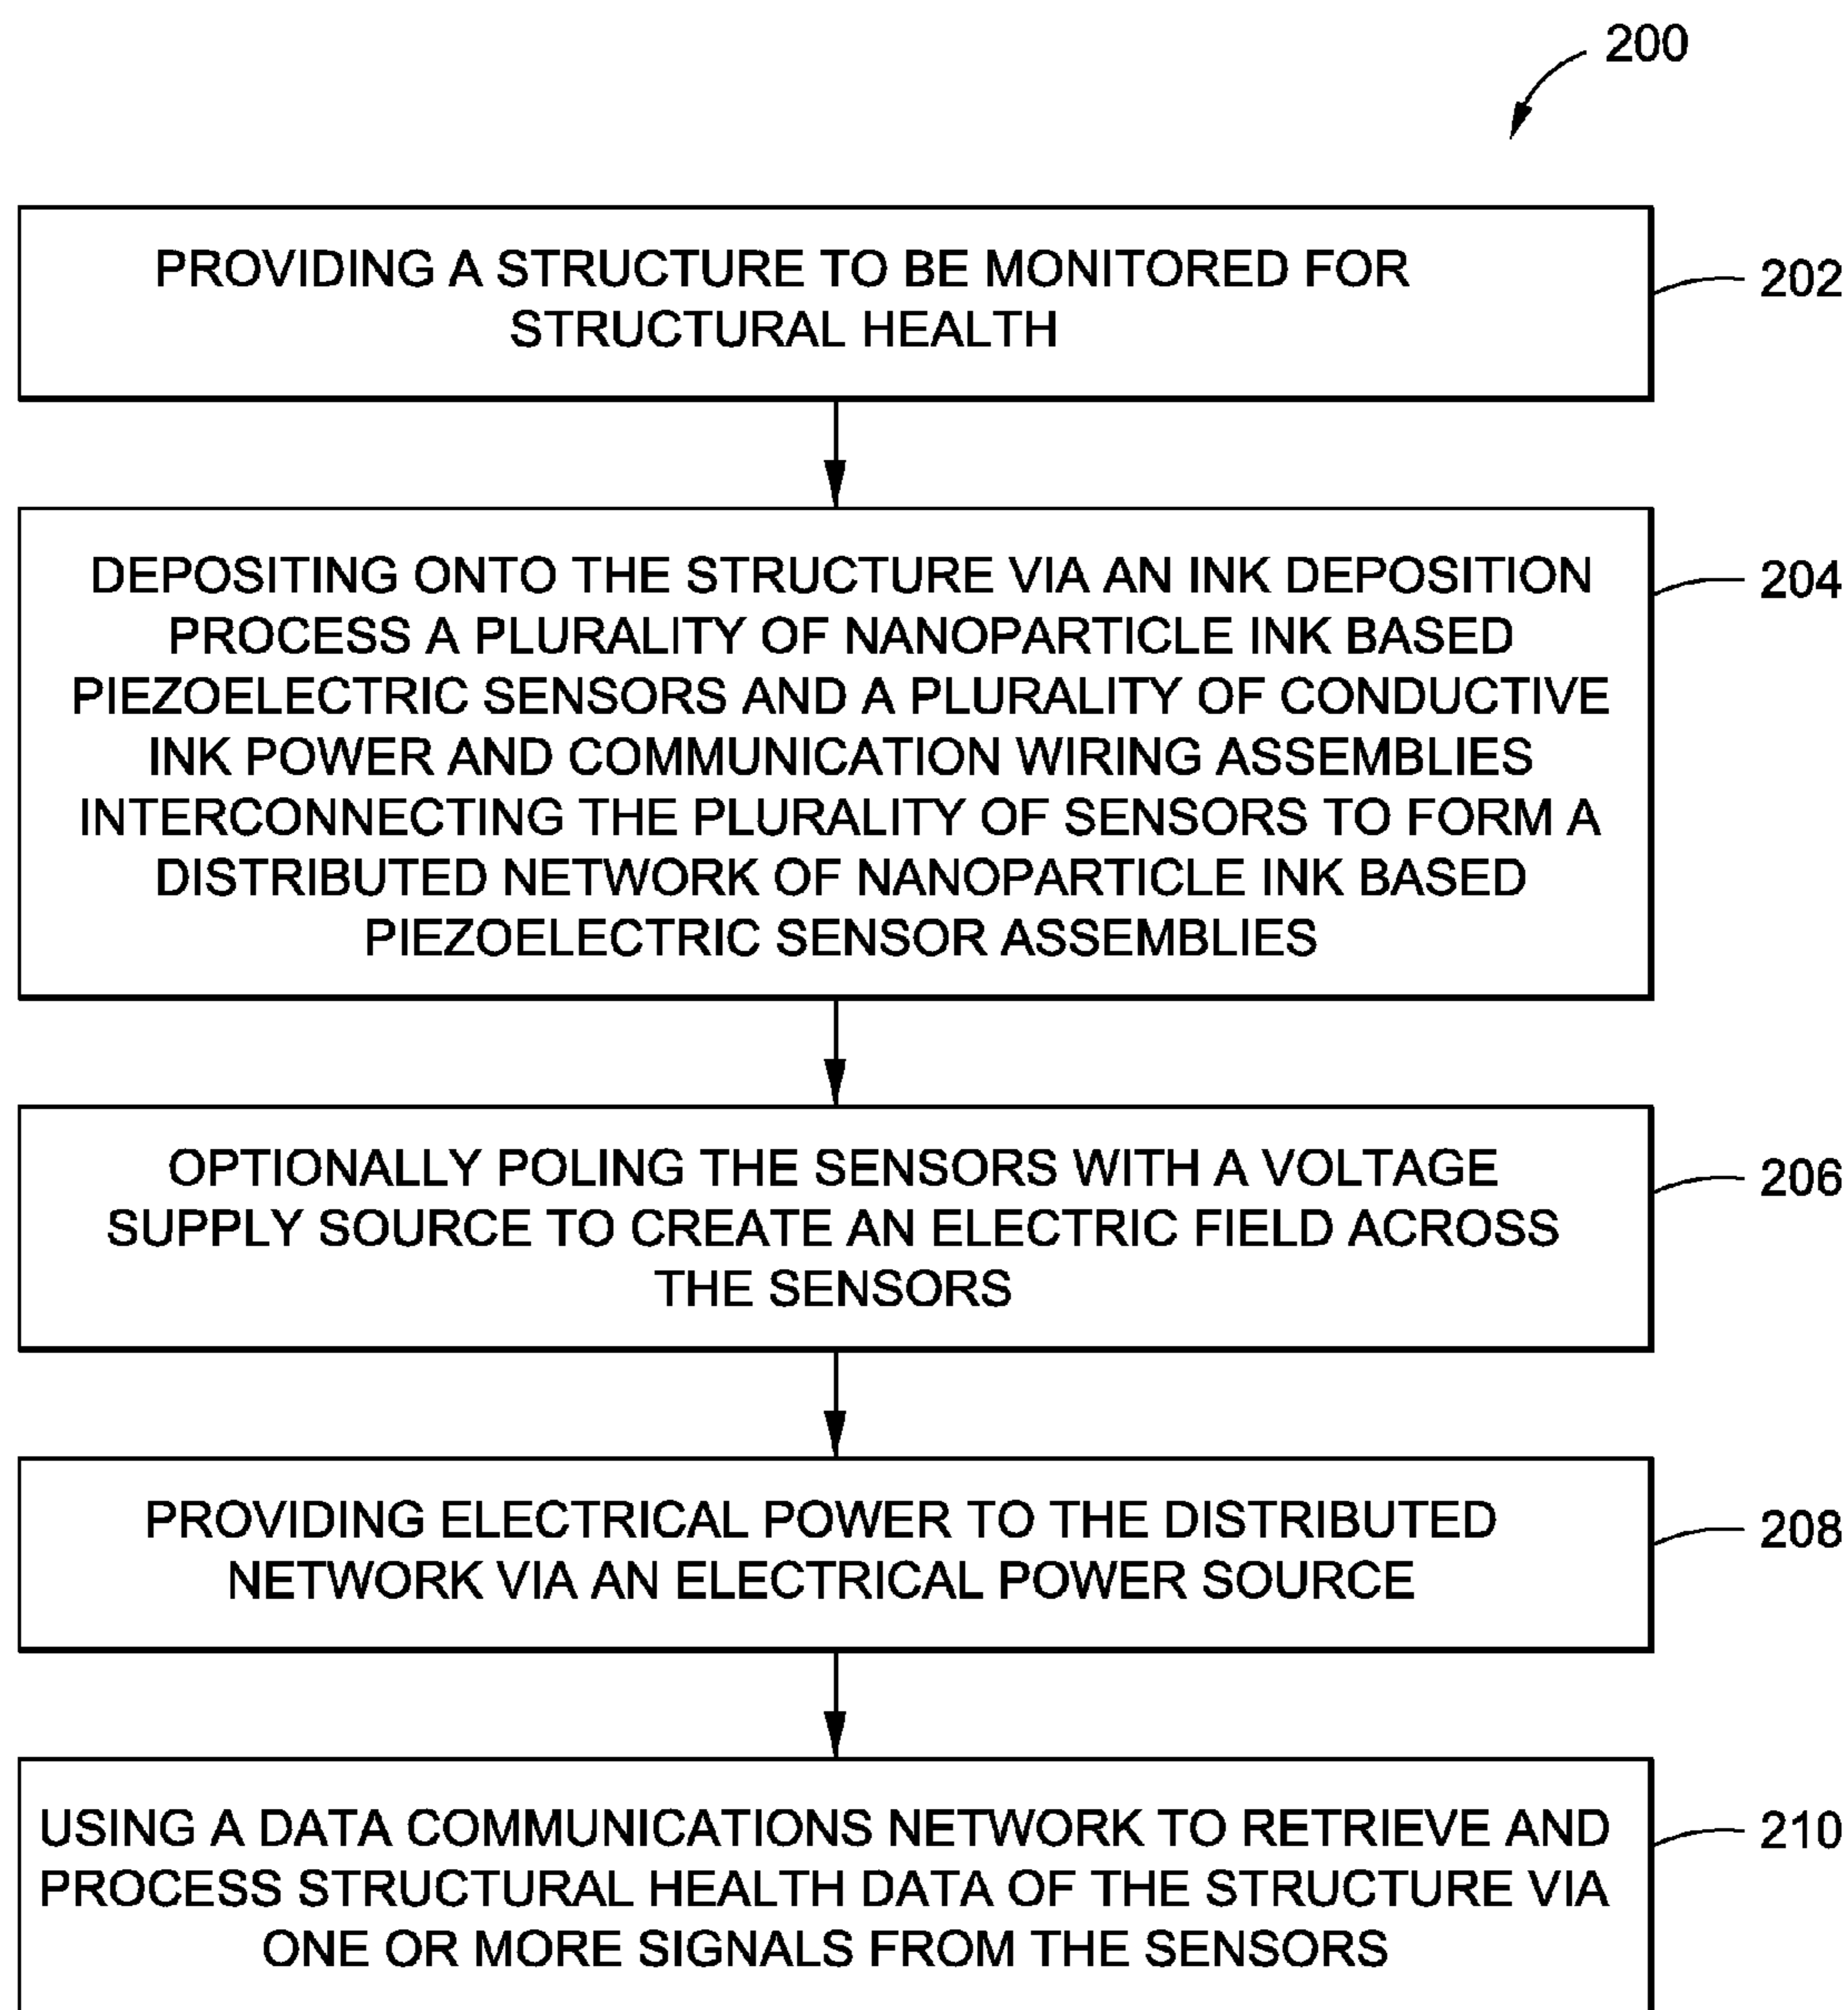 200
PROVIDING A STRUCTURE TO BE MONITORED FOR
STRUCTURAL HEALTH
202
DEPOSITING ONTO THE STRUCTURE VIA AN INK DEPOSITION
PROCESS A PLURALITY OF NANOPARTICLE INK BASED
PIEZOELECTRIC SENSORS AND A PLURALITY OF CONDUCTIVE
INK POWER AND COMMUNICATION WIRING ASSEMBLIES
INTERCONNECTING THE PLURALITY OF SENSORS TO FORM A
DISTRIBUTED NETWORK OF NANOPARTICLE INK BASED
PIEZOELECTRIC SENSOR ASSEMBLIES
204
OPTIONALLY POLING THE SENSORS WITH A VOLTAGE
SUPPLY SOURCE TO CREATE AN ELECTRIC FIELD ACROSS
THE SENSORS
206
PROVIDING ELECTRICAL POWER TO THE DISTRIBUTED
NETWORK VIA AN ELECTRICAL POWER SOURCE
208
USING A DATA COMMUNICATIONS NETWORK TO RETRIEVE AND
PROCESS STRUCTURAL HEALTH DATA OF THE STRUCTURE VIA
ONE OR MORE SIGNALS FROM THE SENSORS
210